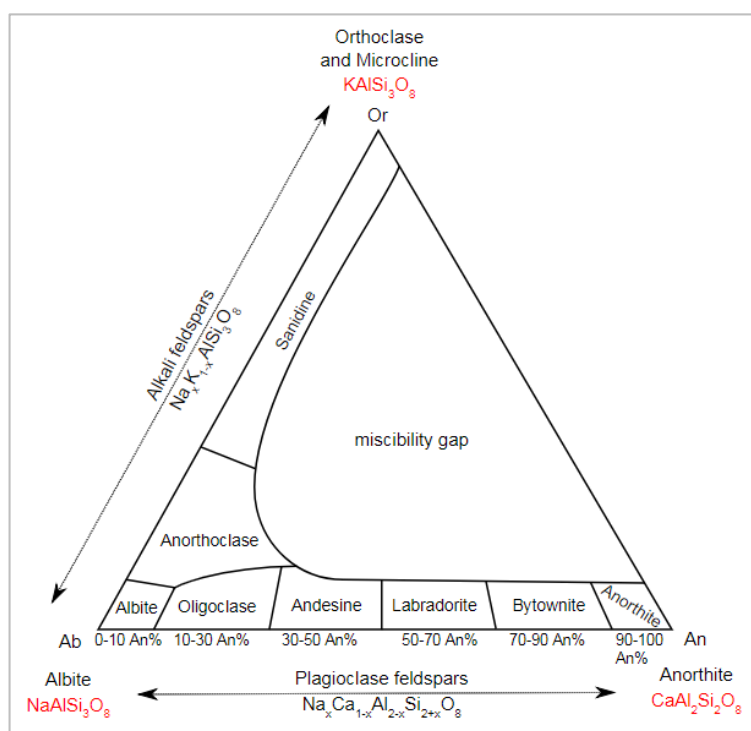 Orthoclase
and Microcline
KAlSi₃O₈
Or
Alkali feldspars
NaₓK₁₋ₓAlSi₃O₈
Sanidine
miscibility gap
Anorthoclase
Albite
Oligoclase
Andesine
Labradorite
Bytownite
Anorthite
Ab
0-10 An%
10-30 An%
30-50 An%
50-70 An%
70-90 An%
90-100
An%
An
Albite
NaAlSi₃O₈
Plagioclase feldspars
NaₓCa₁₋ₓAl₂₋ₓSi₂₊ₓO₈
Anorthite
CaAl₂Si₂O₈